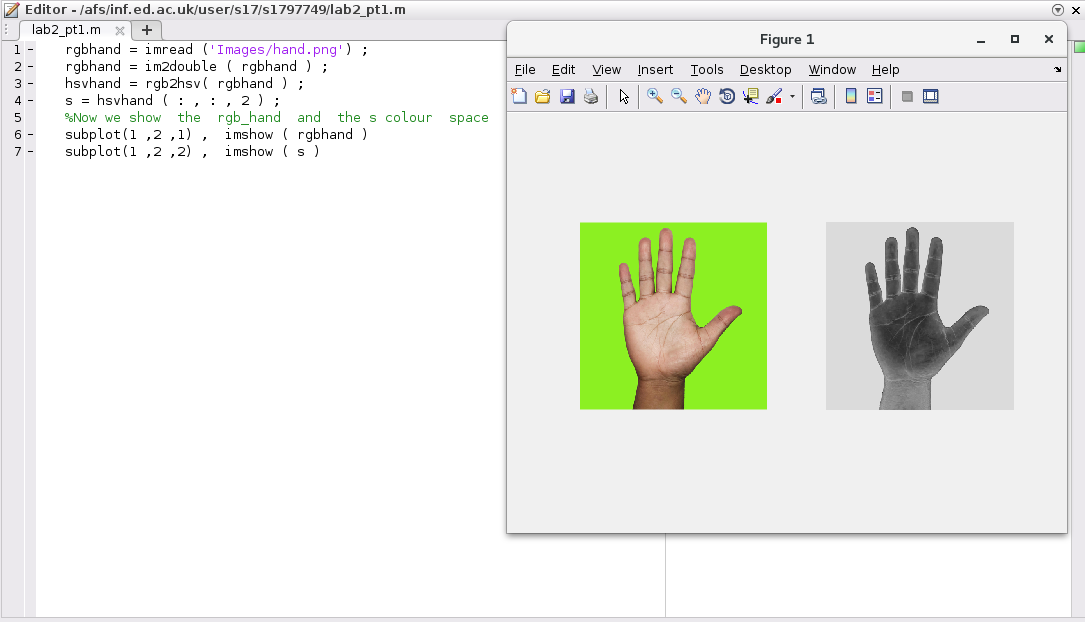 Editor - /afs/inf.ed.ac.uk/user/s17/s1797749/lab2_pt1.m
lab2_pt1.m
1 - rgbhand = imread ('Images/hand.png') ;
2 - rgbhand = im2double ( rgbhand ) ;
3 - hsvhand = rgb2hsv( rgbhand ) ;
4 - s = hsvhand ( : , : , 2 ) ;
5 %Now we show  the  rgb_hand  and  the s colour  space
6 - subplot(1 ,2 ,1) ,  imshow ( rgbhand )
7 - subplot(1 ,2 ,2) ,  imshow ( s )
Figure 1
File Edit View Insert Tools Desktop Window Help